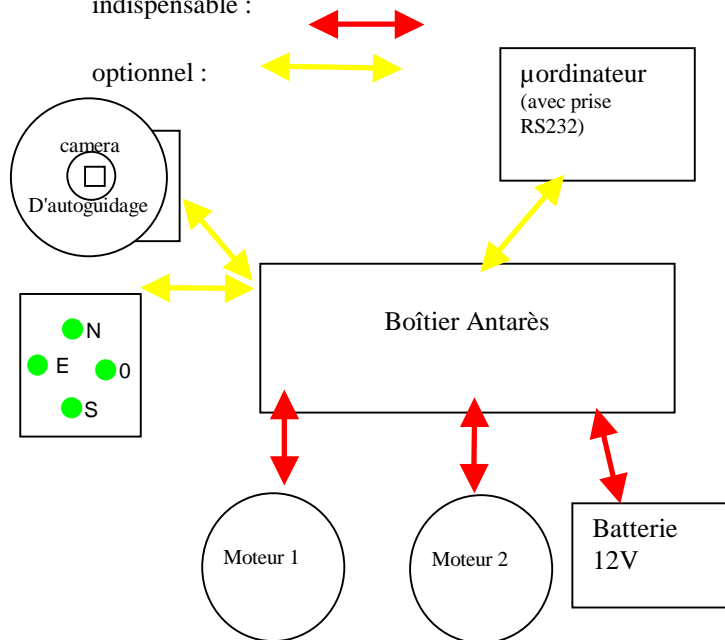 indispensable :
optionnel :
µordinateur
(avec prise
RS232)
camera
D'autoguidage
Boîtier Antarès
N
E
0
S
Moteur 1
Moteur 2
Batterie
12V